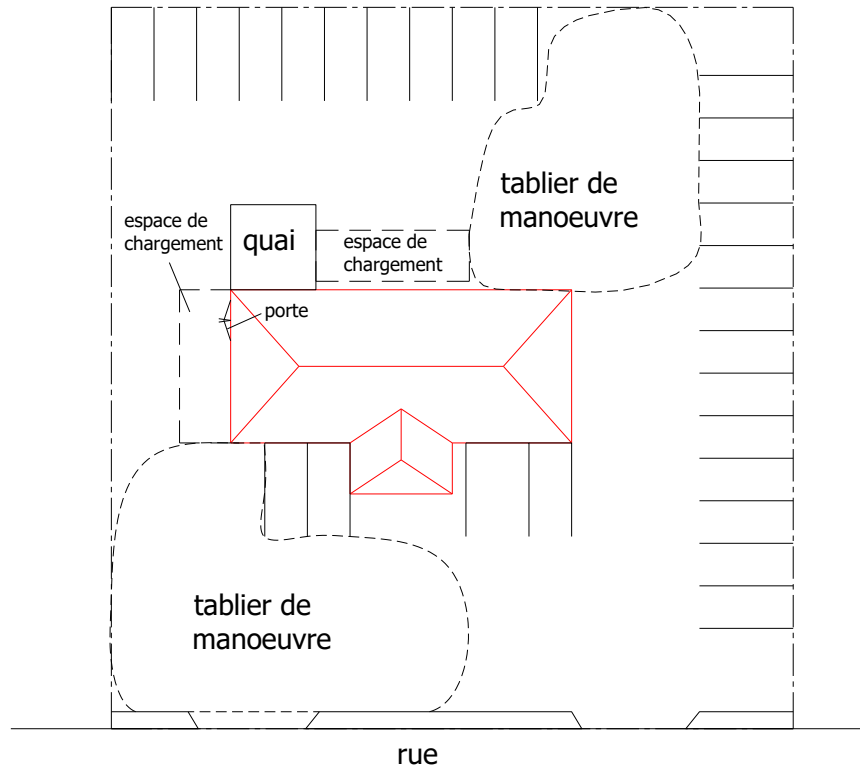 tablier de
manoeuvre
espace de
chargement
quai
espace de
chargement
porte
tablier de
manoeuvre
rue